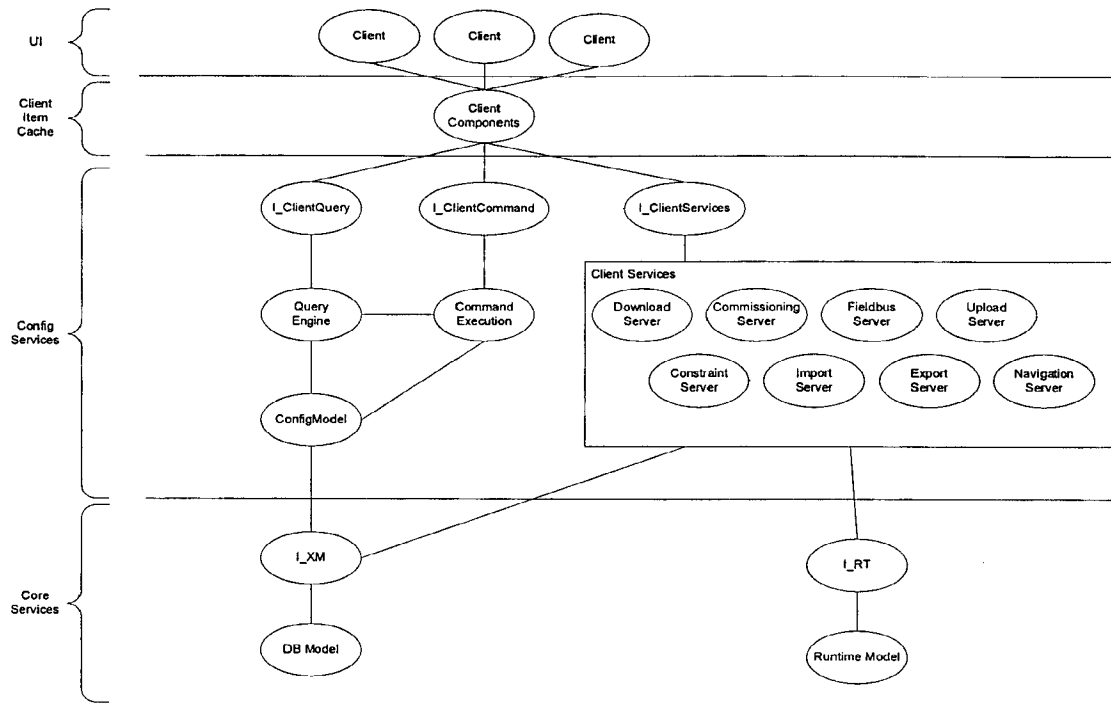 UI
Client
Client
Client
Client
Item
Cache
Client
Components
Config
Services
I_ClientQuery
I_ClientCommand
I_ClientServices
Client Services
Query
Engine
Command
Execution
Download
Server
Commissioning
Server
Fieldbus
Server
Upload
Server
Constraint
Server
Import
Server
Export
Server
Navigation
Server
ConfigModel
Core
Services
I_XM
I_RT
DB Model
Runtime Model